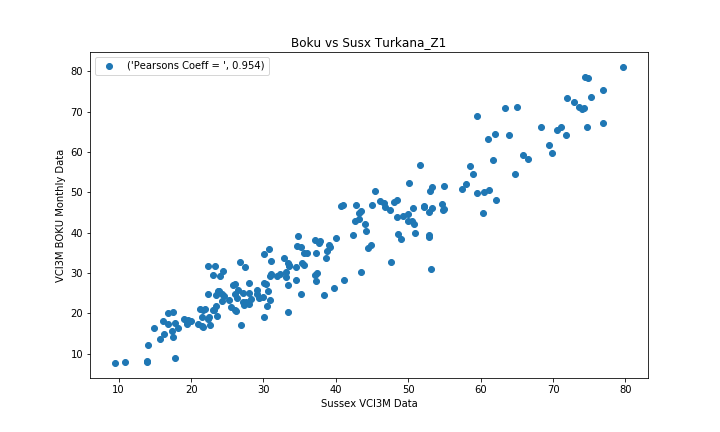 Boku vs Susx Turkana_Z1
('Pearsons Coeff = ', 0.954)
VCI3M BOKU Monthly Data
80
70
60
50
40
30
20
10
10 20 30 40 50 60 70 80
Sussex VCI3M Data